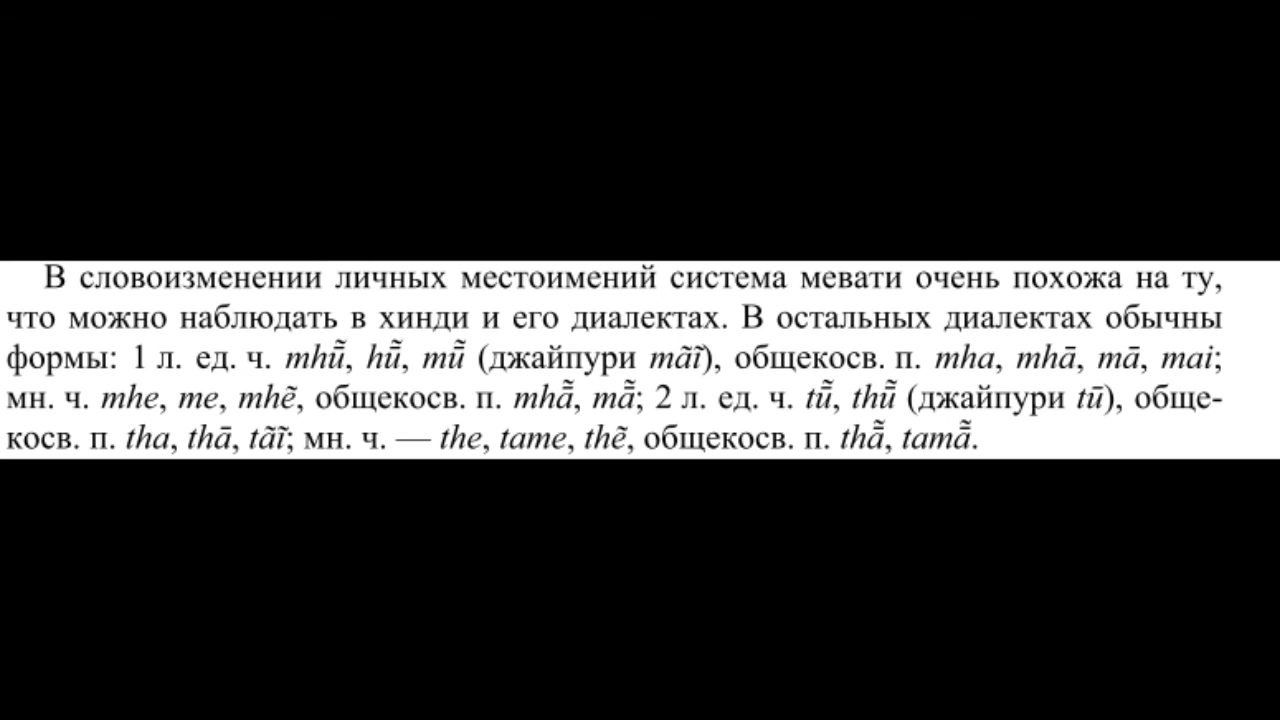 В словоизменении личных местоимений система мевати очень похожа на ту,
что можно наблюдать в хинди и его диалектах. В остальных диалектах обычны
формы: 1 л. ед. ч. mhū̃, hū̃, mū̃ (джайпури mãĩ), общекосв. п. mha, mhā, mā, mai;
мн. ч. mhe, me, mhẽ, общекосв. п. mhā̃, mā̃; 2 л. ед. ч. tū̃, thū̃ (джайпури tū), обще-
косв. п. tha, thā, tãĩ; мн. ч. — the, tame, thẽ, общекосв. п. thā̃, tamā̃.